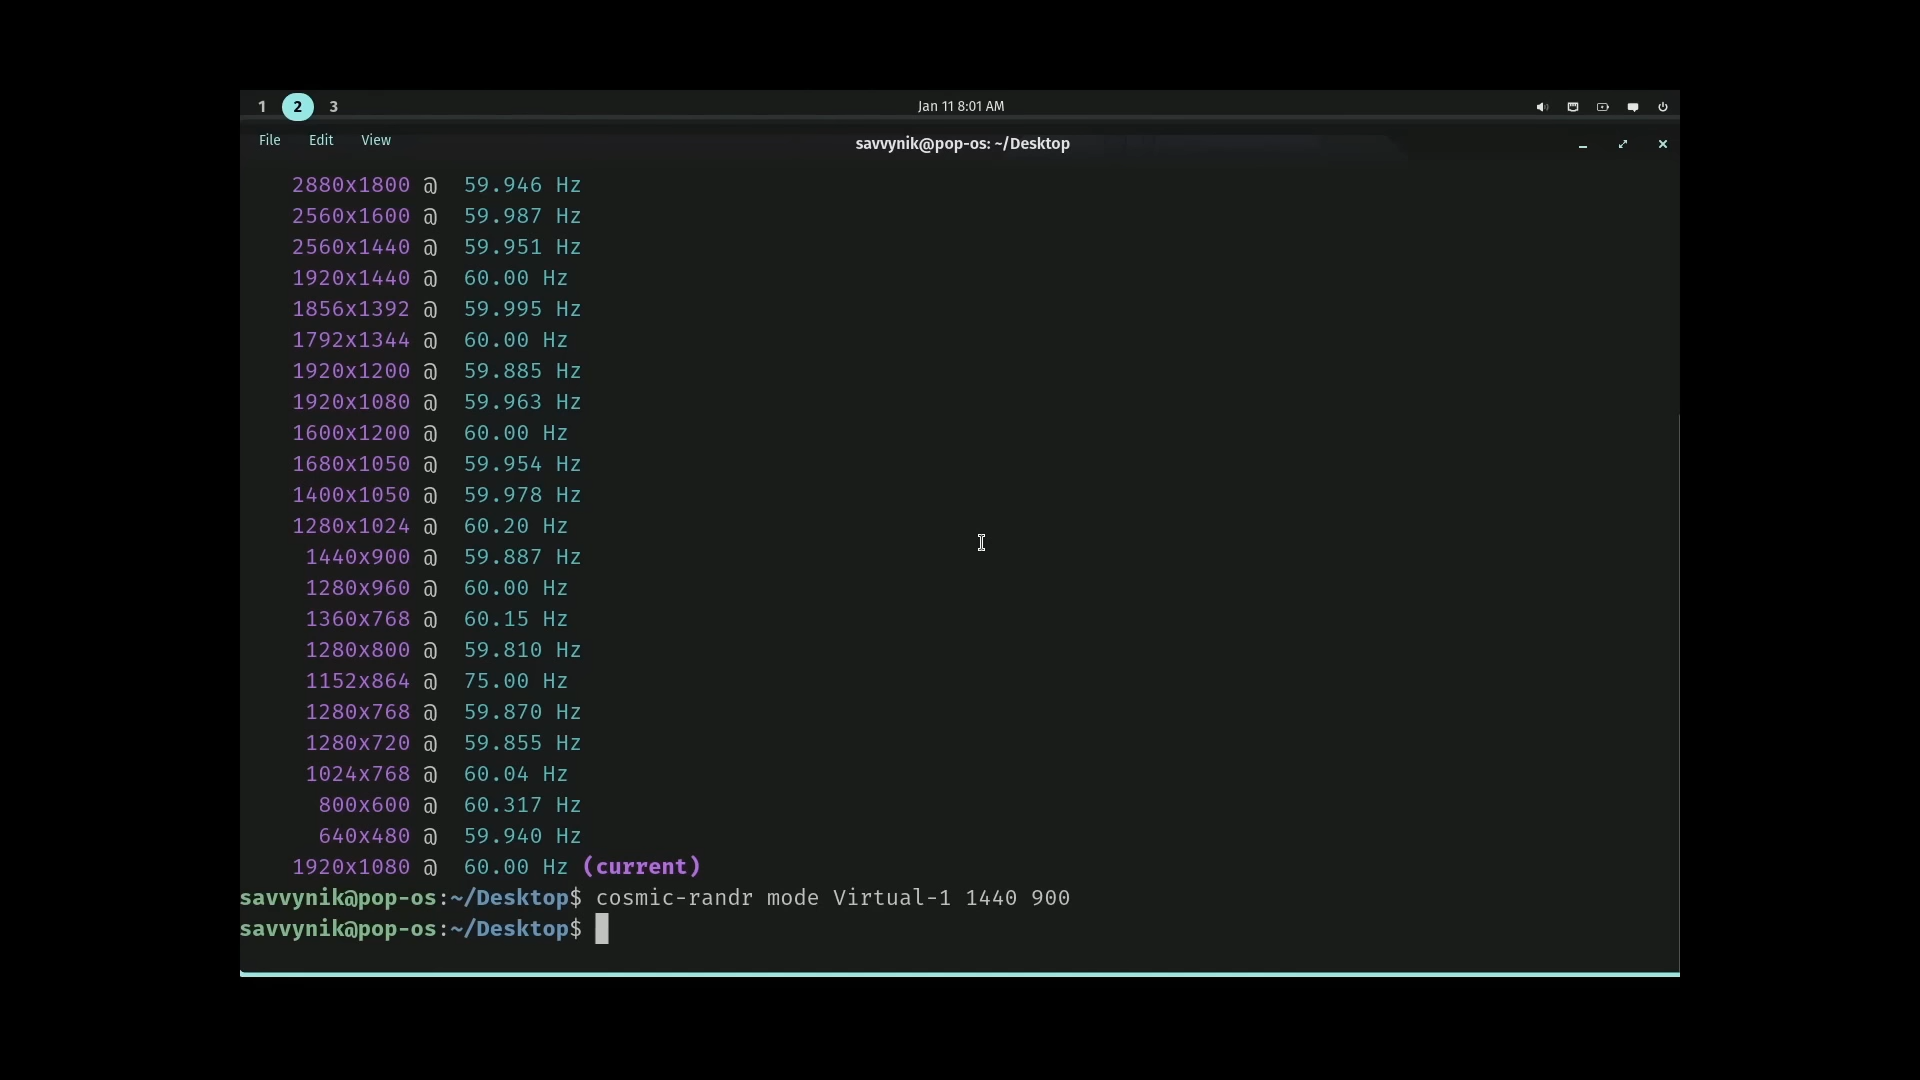 1 2 3 Jan 11 8:01 AM
File Edit View savvynik@pop-os: ~/Desktop
2880x1800 @ 59.946 Hz
2560x1600 @ 59.987 Hz
2560x1440 @ 59.951 Hz
1920x1440 @ 60.00 Hz
1856x1392 @ 59.995 Hz
1792x1344 @ 60.00 Hz
1920x1200 @ 59.885 Hz
1920x1080 @ 59.963 Hz
1600x1200 @ 60.00 Hz
1680x1050 @ 59.954 Hz
1400x1050 @ 59.978 Hz
1280x1024 @ 60.20 Hz
1440x900 @ 59.887 Hz
1280x960 @ 60.00 Hz
1360x768 @ 60.15 Hz
1280x800 @ 59.810 Hz
1152x864 @ 75.00 Hz
1280x768 @ 59.870 Hz
1280x720 @ 59.855 Hz
1024x768 @ 60.04 Hz
800x600 @ 60.317 Hz
640x480 @ 59.940 Hz
1920x1080 @ 60.00 Hz (current)
savvynik@pop-os:~/Desktop$ cosmic-randr mode Virtual-1 1440 900
savvynik@pop-os:~/Desktop$